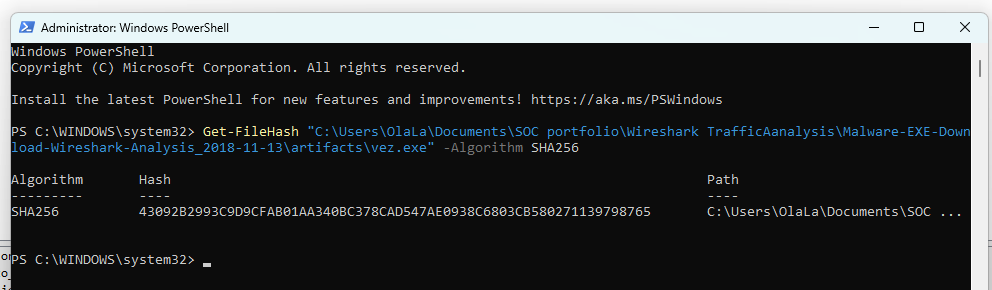 Administrator: Windows PowerShell
Windows PowerShell
Copyright (C) Microsoft Corporation. All rights reserved.
Install the latest PowerShell for new features and improvements! https://aka.ms/PSWindows
PS C:\WINDOWS\system32> Get-FileHash "C:\Users\OlaLa\Documents\SOC portfolio\Wireshark TrafficAanalysis\Malware-EXE-Down
load-Wireshark-Analysis_2018-11-13\artifacts\vez.exe" -Algorithm SHA256
Algorithm Hash Path
--------- ---- ----
SHA256 43092B2993C9D9CFAB01AA340BC378CAD547AE0938C6803CB580271139798765 C:\Users\OlaLa\Documents\SOC ...
PS C:\WINDOWS\system32>